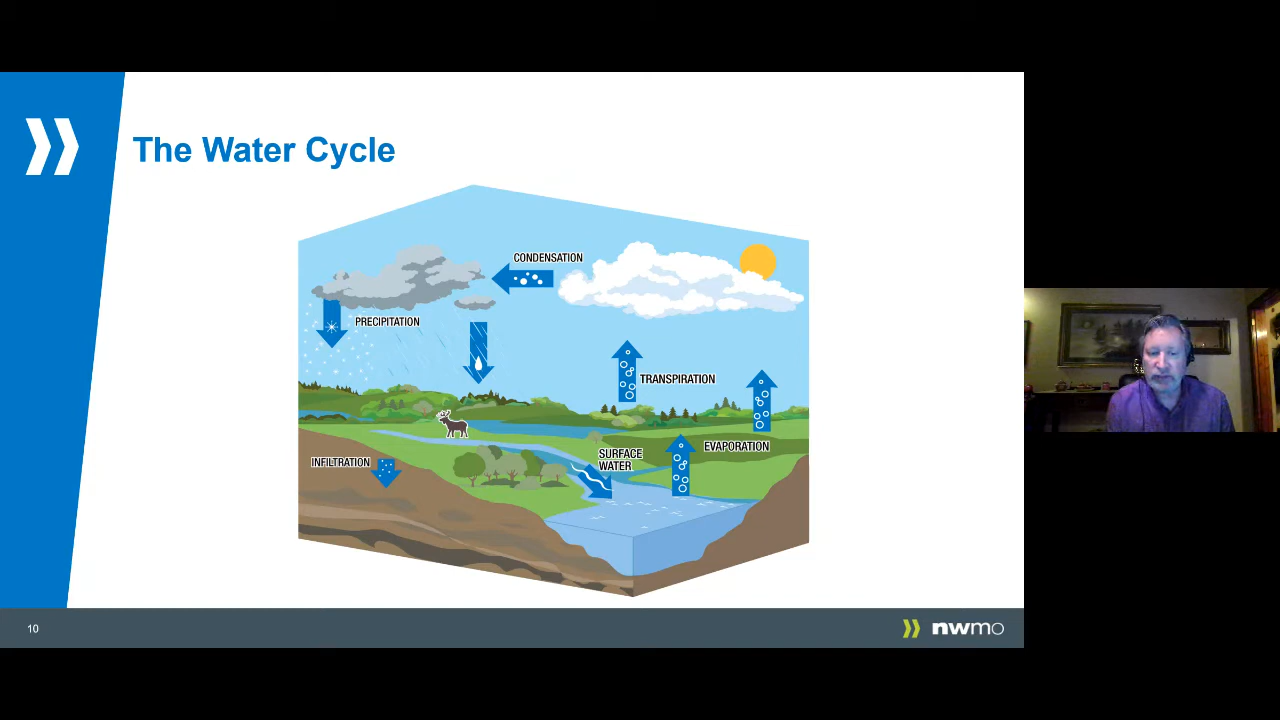 The Water Cycle
CONDENSATION
PRECIPITATION
TRANSPIRATION
EVAPORATION
SURFACE
WATER
INFILTRATION
10
nwmo